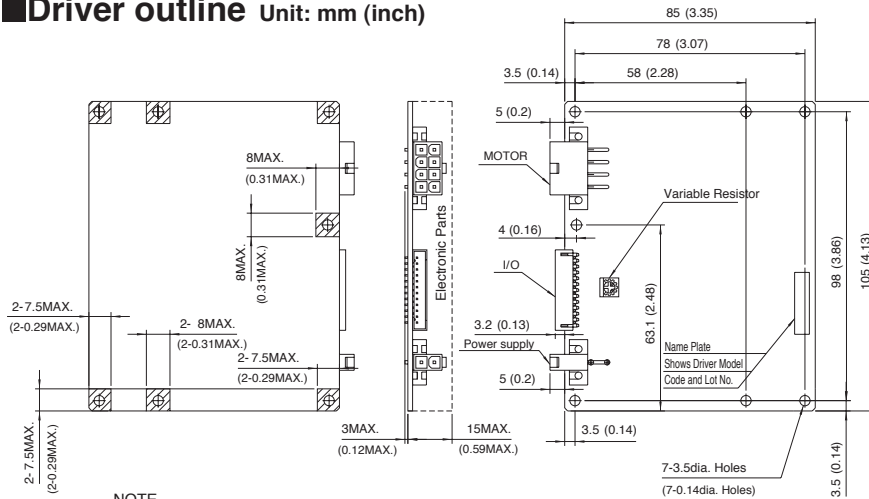 ■Driver outline Unit: mm (inch)
85 (3.35)
78 (3.07)
3.5 (0.14)
58 (2.28)
5 (0.2)
MOTOR
8MAX.
(0.31MAX.)
Variable Resistor
Electronic Parts
4 (0.16)
8MAX.
(0.31MAX.)
I/O
63.1 (2.48)
98 (3.86)
105 (4.13)
2-7.5MAX.
(2-0.29MAX.)
2- 8MAX.
(2-0.31MAX.)
3.2 (0.13)
Power supply
Name Plate
Shows Driver Model
Code and Lot No.
2-7.5MAX.
(2-0.29MAX.)
5 (0.2)
3MAX.
(0.12MAX.)
15MAX.
(0.59MAX.)
3.5 (0.14)
2-7.5MAX.
(2-0.29MAX.)
7-3.5dia. Holes
(7-0.14dia. Holes)
3.5 (0.14)
NOTE